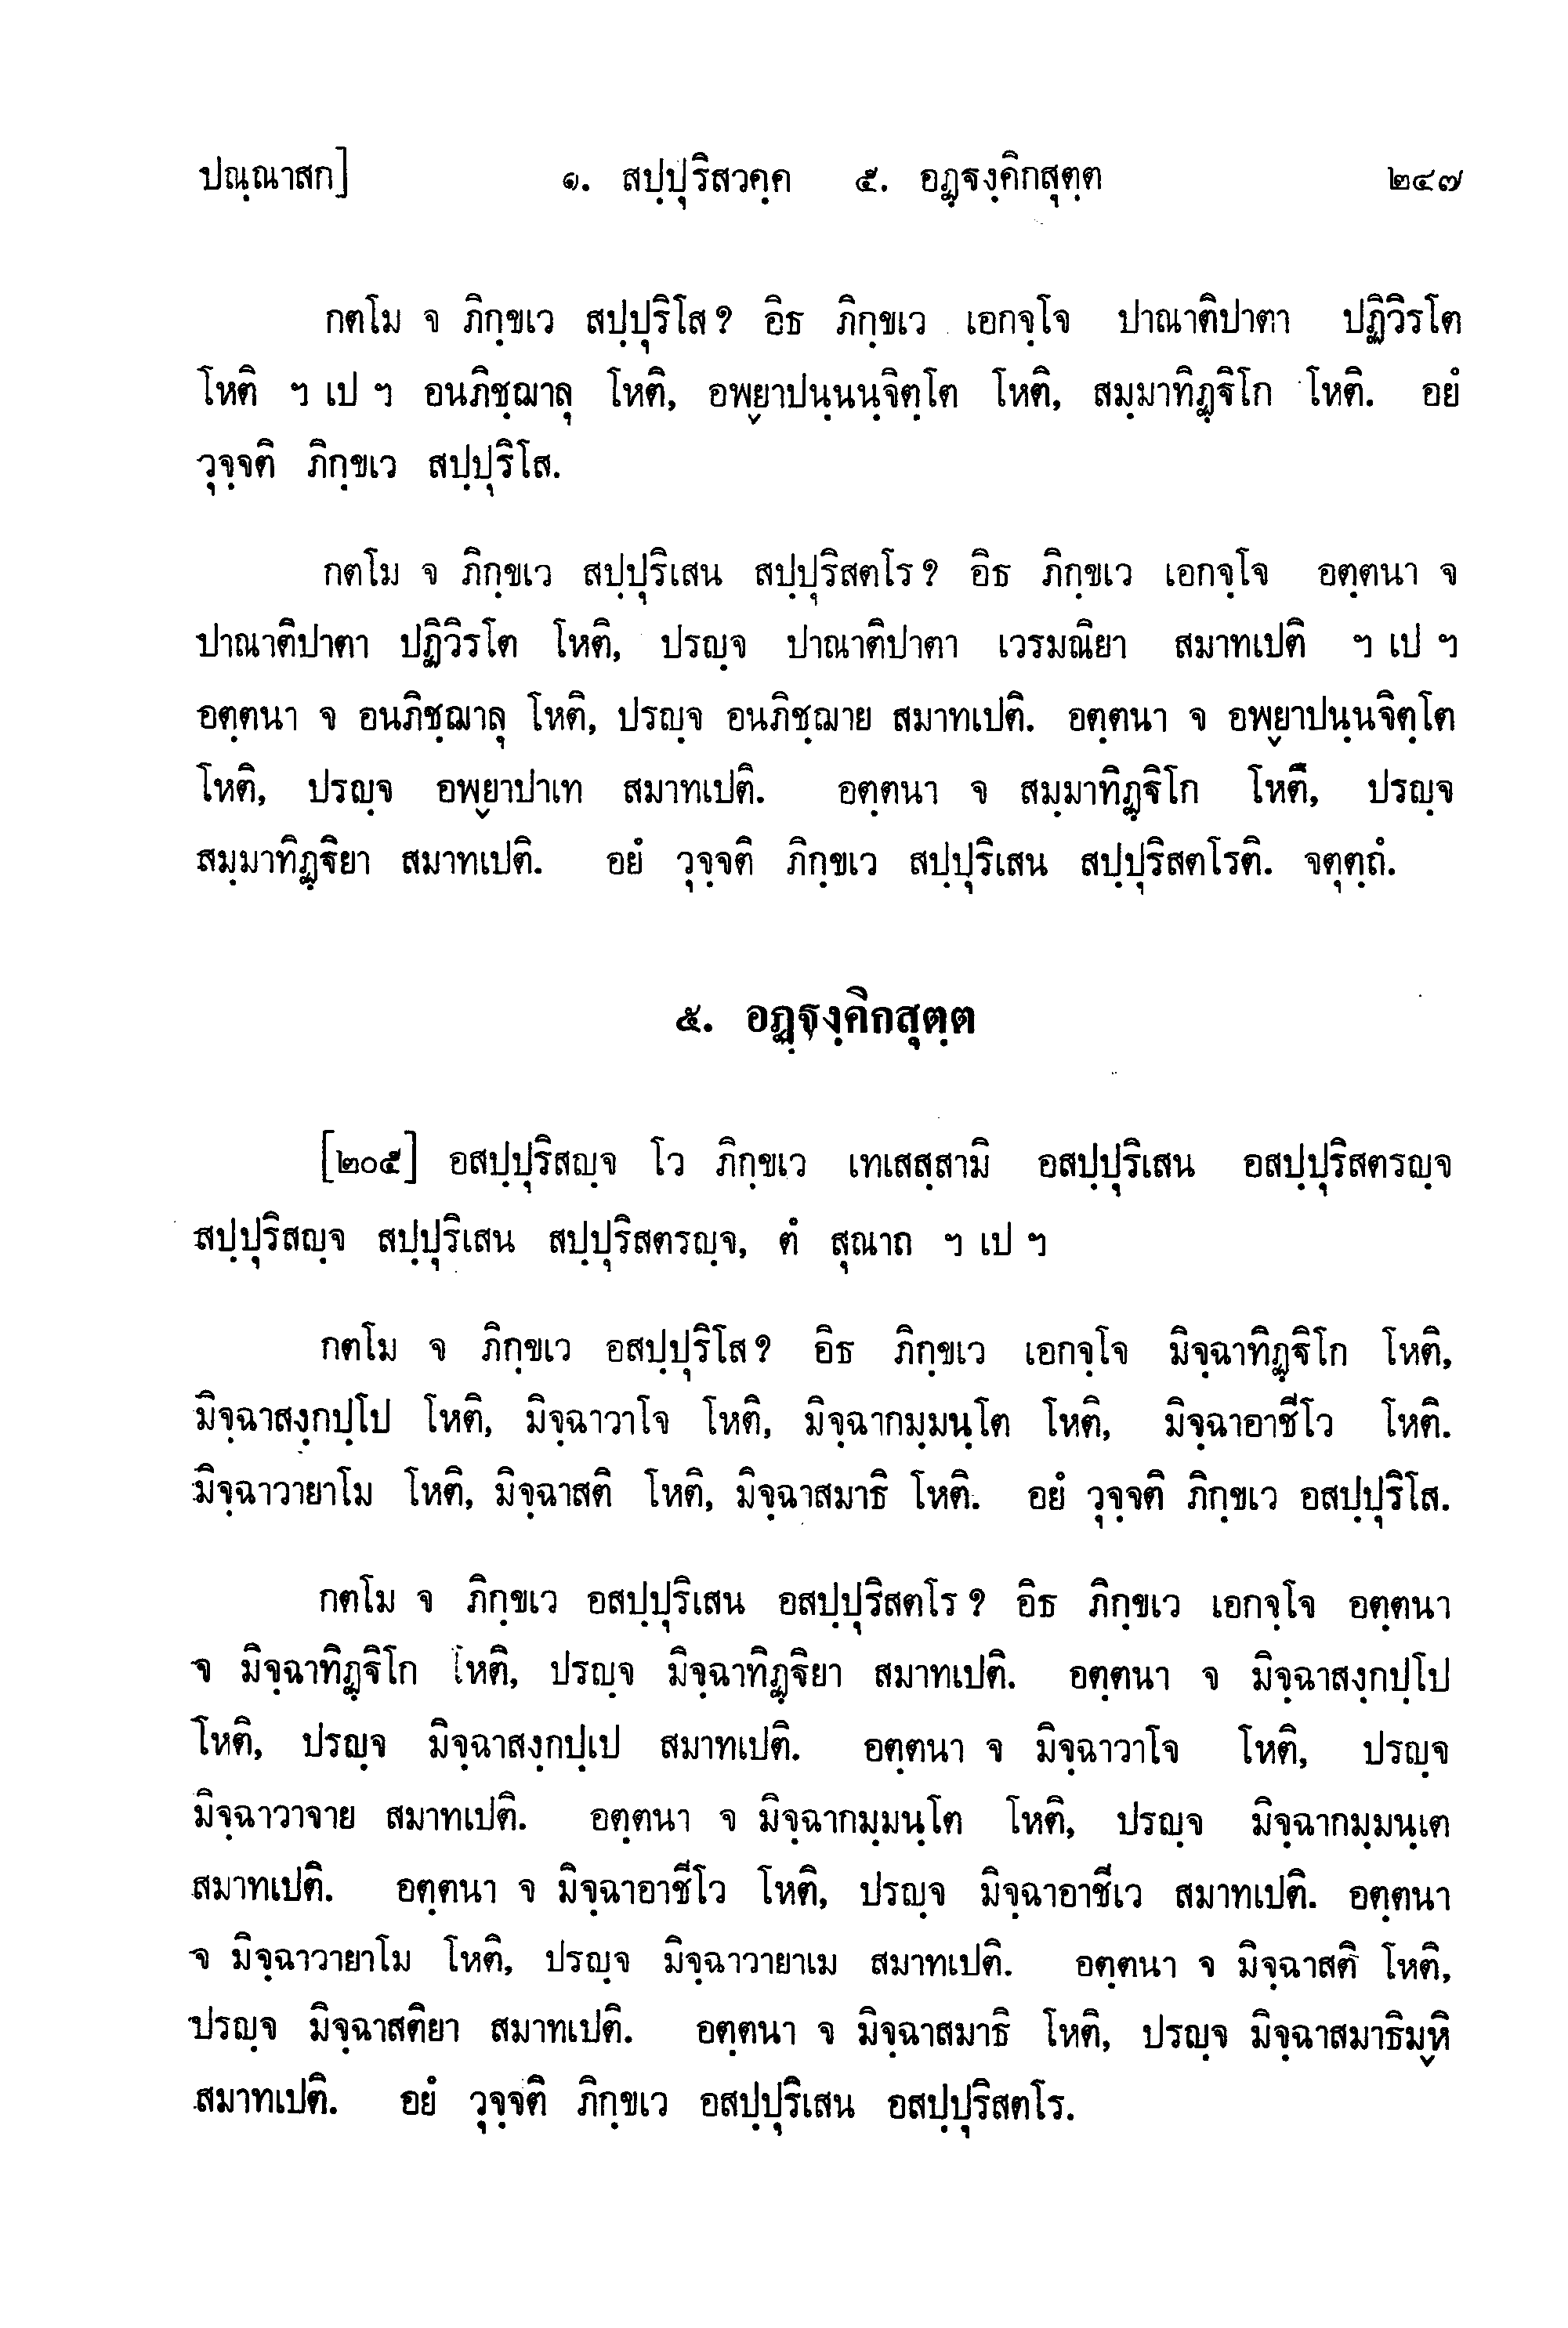 ปณฺณาสก] ๑. สปฺปุริสวคฺค ๕. อฏฺฐงฺคิกสุตฺต ๒๔๗
กตโม จ ภิกฺขเว สปฺปุริโส? อิธ ภิกฺขเว เอกจฺโจ ปาณาติปาตา ปฏิวิรโต
โหติ ฯ เป ฯ อนภิชฺฌาลุ โหติ, อพฺยาปนฺนนฺจิตฺโต โหติ, สมฺมาทิฏฺฐิโก โหติ. อยํ
วุจฺจติ ภิกฺขเว สปฺปุริโส.
กตโม จ ภิกฺขเว สปฺปุริเสน สปฺปุริสตโร? อิธ ภิกฺขเว เอกจฺโจ อตฺตนา จ
ปาณาติปาตา ปฏิวิรโต โหติ, ปรญฺจ ปาณาติปาตา เวรมณิยา สมาทเปติ ฯ เป ฯ
อตฺตนา จ อนภิชฺฌาลุ โหติ, ปรญฺจ อนภิชฺฌาย สมาทเปติ. อตฺตนา จ อพฺยาปนฺนจิตฺโต
โหติ, ปรญฺจ อพฺยาปาเท สมาทเปติ. อตฺตนา จ สมฺมาทิฏฺฐิโก โหติ, ปรญฺจ
สมฺมาทิฏฺฐิยา สมาทเปติ. อยํ วุจฺจติ ภิกฺขเว สปฺปุริเสน สปฺปุริสตโรติ. จตุตฺถํ.
๕. อฏฺฐงฺคิกสุตฺต
[๒๐๕] อสปฺปุริสญฺจ โว ภิกฺขเว เทเสสฺสามิ อสปฺปุริเสน อสปฺปุริสตรญฺจ
สปฺปุริสญฺจ สปฺปุริเสน สปฺปุริสตรญฺจ, ตํ สุณาถ ฯ เป ฯ
กตโม จ ภิกฺขเว อสปฺปุริโส? อิธ ภิกฺขเว เอกจฺโจ มิจฺฉาทิฏฺฐิโก โหติ,
มิจฺฉาสงฺกปฺโป โหติ, มิจฺฉาวาโจ โหติ, มิจฺฉากมฺมนฺโต โหติ, มิจฺฉาอาชีโว โหติ.
มิจฺฉาวายาโม โหติ, มิจฺฉาสติ โหติ, มิจฺฉาสมาธิ โหติ. อยํ วุจฺจติ ภิกฺขเว อสปฺปุริโส.
กตโม จ ภิกฺขเว อสปฺปุริเสน อสปฺปุริสตโร? อิธ ภิกฺขเว เอกจฺโจ อตฺตนา
จ มิจฺฉาทิฏฺฐิโก โหติ, ปรญฺจ มิจฺฉาทิฏฺฐิยา สมาทเปติ. อตฺตนา จ มิจฺฉาสงฺกปฺโป
โหติ, ปรญฺจ มิจฺฉาสงฺกปฺเป สมาทเปติ. อตฺตนา จ มิจฺฉาวาโจ โหติ, ปรญฺจ
มิจฺฉาวาจาย สมาทเปติ. อตฺตนา จ มิจฺฉากมฺมนฺโต โหติ, ปรญฺจ มิจฺฉากมฺมนฺเต
สมาทเปติ. อตฺตนา จ มิจฺฉาอาชีโว โหติ, ปรญฺจ มิจฺฉาอาชีเว สมาทเปติ. อตฺตนา
จ มิจฺฉาวายาโม โหติ, ปรญฺจ มิจฺฉาวายาเม สมาทเปติ. อตฺตนา จ มิจฺฉาสติ โหติ,
ปรญฺจ มิจฺฉาสติยา สมาทเปติ. อตฺตนา จ มิจฺฉาสมาธิ โหติ, ปรญฺจ มิจฺฉาสมาธิมฺหิ
สมาทเปติ. อยํ วุจฺจติ ภิกฺขเว อสปฺปุริเสน อสปฺปุริสตโร.